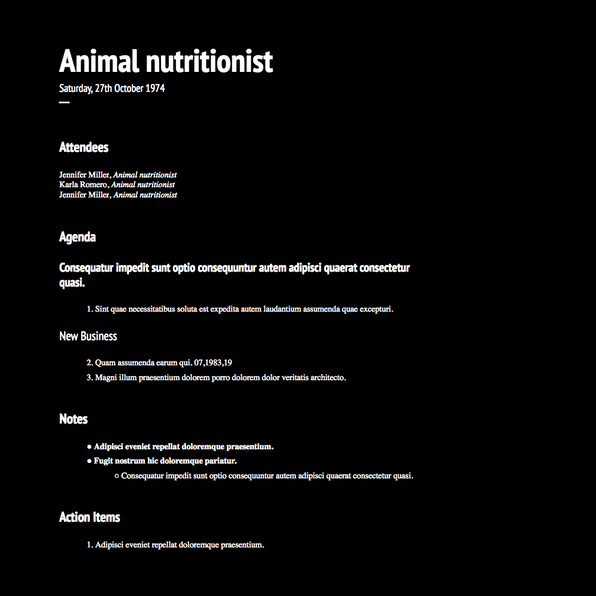 Animal nutritionist
Saturday, 27th October 1974
Attendees
Jennifer Miller, Animal nutritionist
Karla Romero, Animal nutritionist
Jennifer Miller, Animal nutritionist
Agenda
Consequatur impedit sunt optio consequuntur autem adipisci quaerat consectetur
quasi.
1. Sint quae necessitatibus soluta est expedita autem laudantium assumenda quae excepturi.
New Business
2. Quam assumenda earum qui. 07,1983,19
3. Magni illum praesentium dolorem porro dolorem dolor veritatis architecto.
Notes
● Adipisci eveniet repellat doloremque praesentium.
● Fugit nostrum hic doloremque pariatur.
○ Consequatur impedit sunt optio consequuntur autem adipisci quaerat consectetur quasi.
Action Items
1. Adipisci eveniet repellat doloremque praesentium.